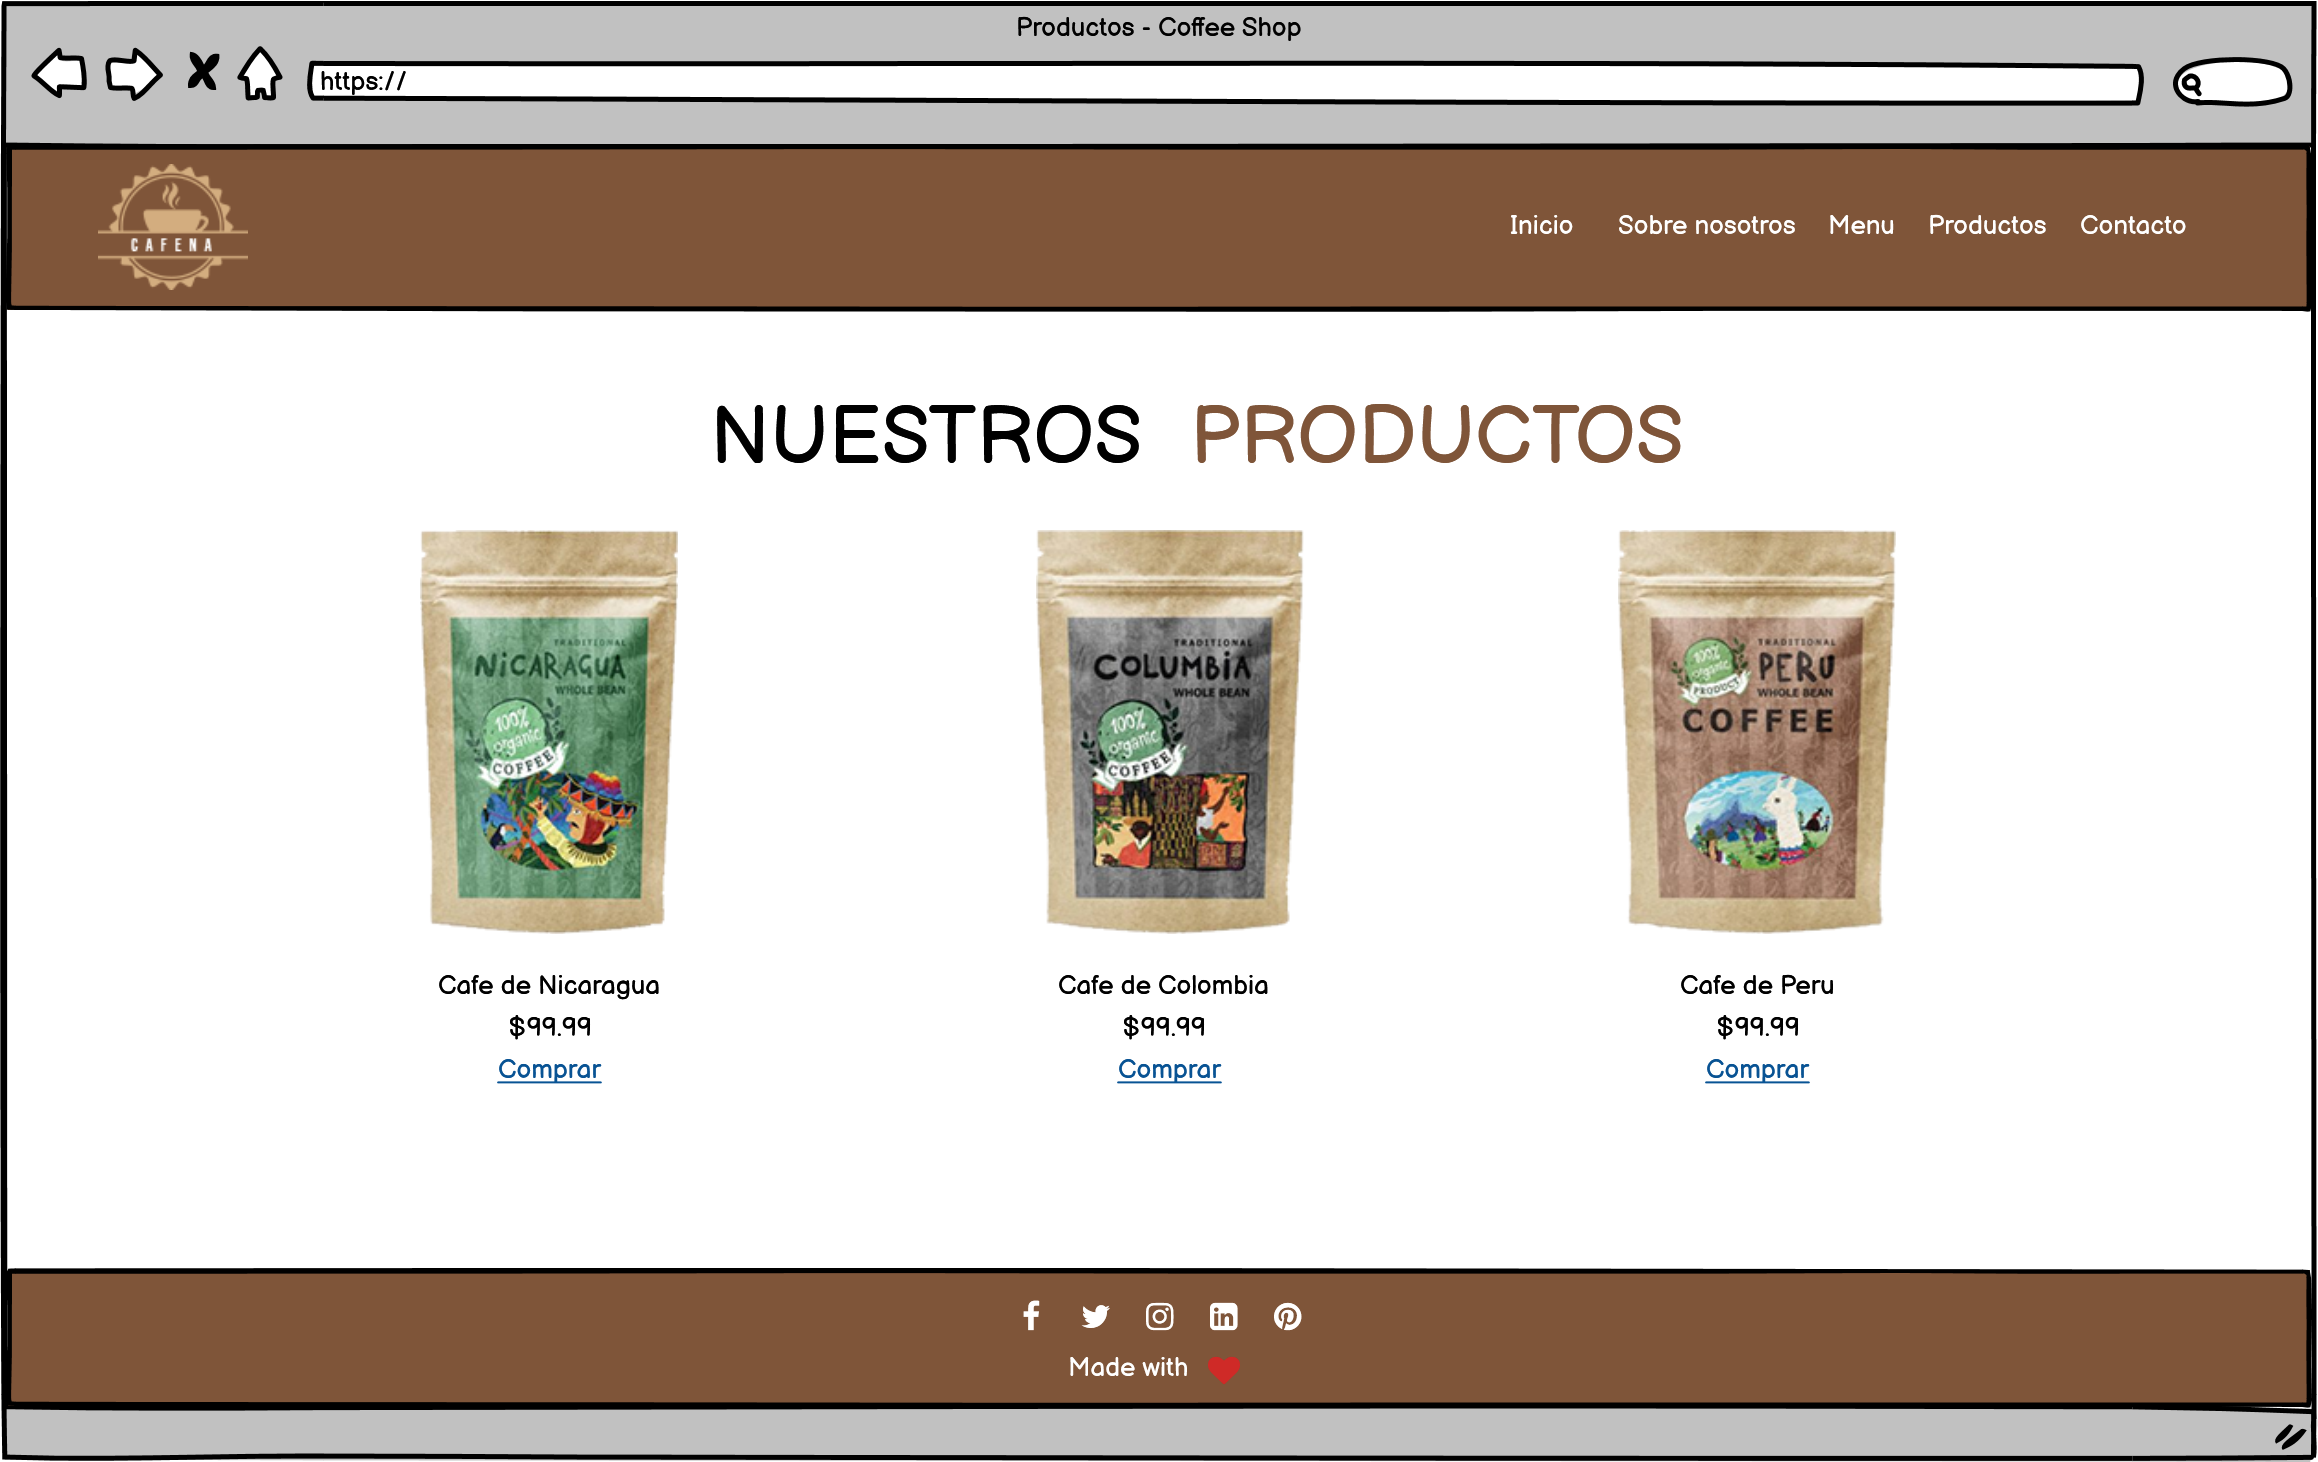 Productos - Coffee Shop
https://
CAFENA
Inicio Sobre nosotros Menu Productos Contacto
NUESTROS PRODUCTOS
TRADITIONAL
NiCARAGUA
WHOLE BEAN
100%
organic
COFFEE
TRADITIONAL
COLUMBiA
WHOLE BEAN
100%
organic
COFFEE
100%
organic
PRODUCT
TRADITIONAL
PERU
WHOLE BEAN
COFFEE
Cafe de Nicaragua
$99.99
Comprar
Cafe de Colombia
$99.99
Comprar
Cafe de Peru
$99.99
Comprar
Made with